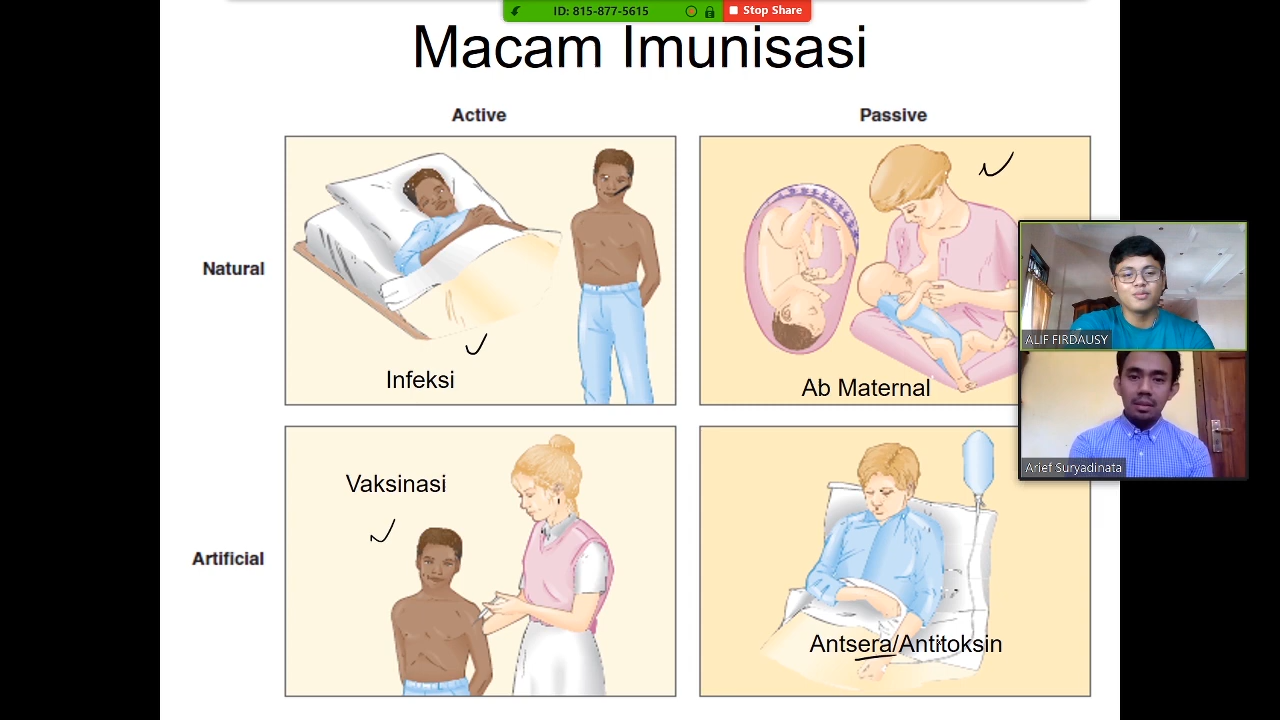 ID: 815-877-5615
Stop Share
Macam Imunisasi
Active
Passive
Natural
Infeksi
Ab Maternal
ALIF FIRDAUSY
Arief Suryadinata
Artificial
Vaksinasi
Antsera/Antitoksin